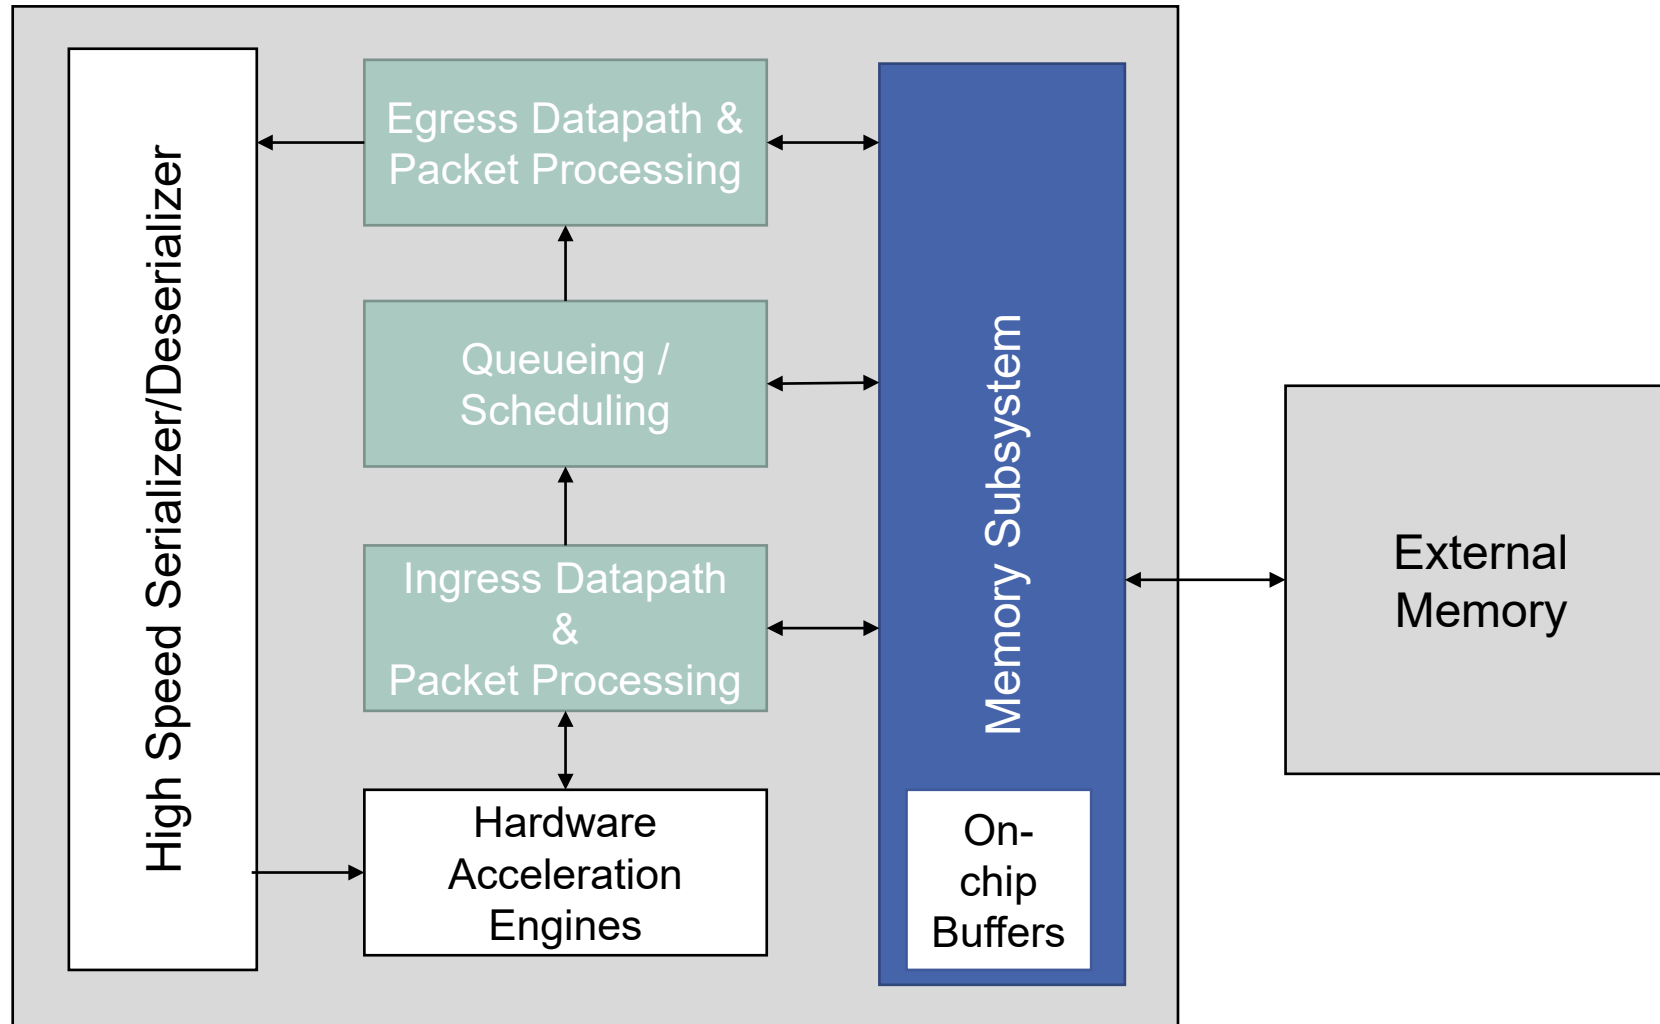 High Speed Serializer/Deserializer
Egress Datapath &
Packet Processing
Queueing /
Scheduling
Ingress Datapath
&
Packet Processing
Hardware
Acceleration
Engines
Memory Subsystem
On-
chip
Buffers
External
Memory